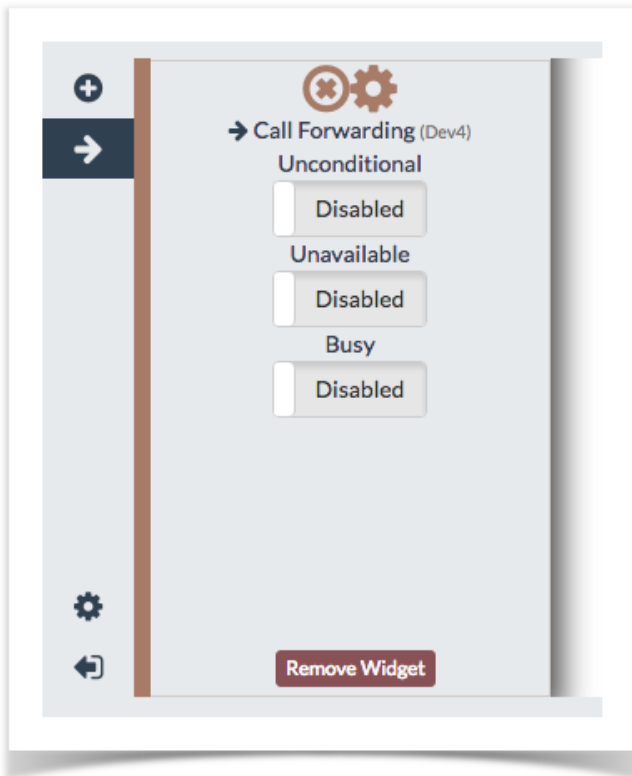 Call Forwarding (Dev4)
Unconditional
Disabled
Unavailable
Disabled
Busy
Disabled
Remove Widget